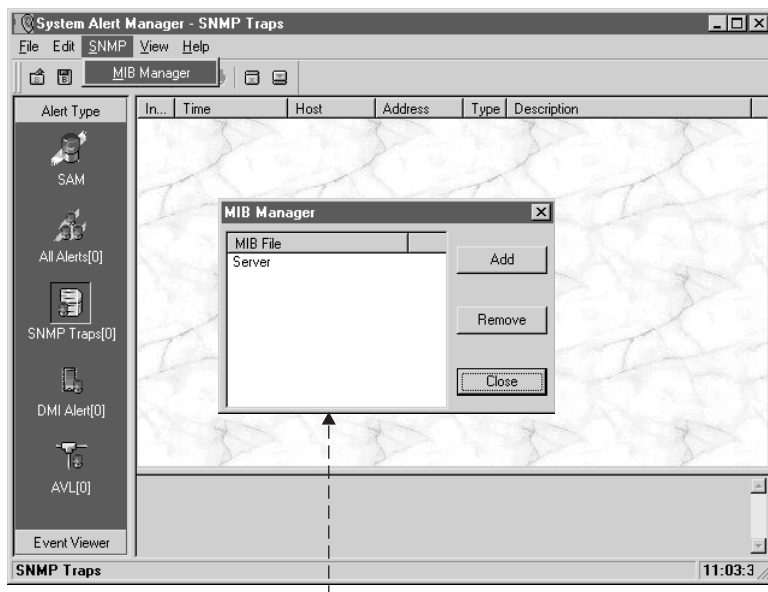 System Alert Manager - SNMP Traps
File Edit SNMP View Help
MIB Manager
Alert Type
In... Time Host Address Type Description
SAM
All Alerts[0]
SNMP Traps[0]
DMI Alert[0]
AVL[0]
Event Viewer
MIB Manager
MIB File
Server
Add
Remove
Close
SNMP Traps 11:03:3